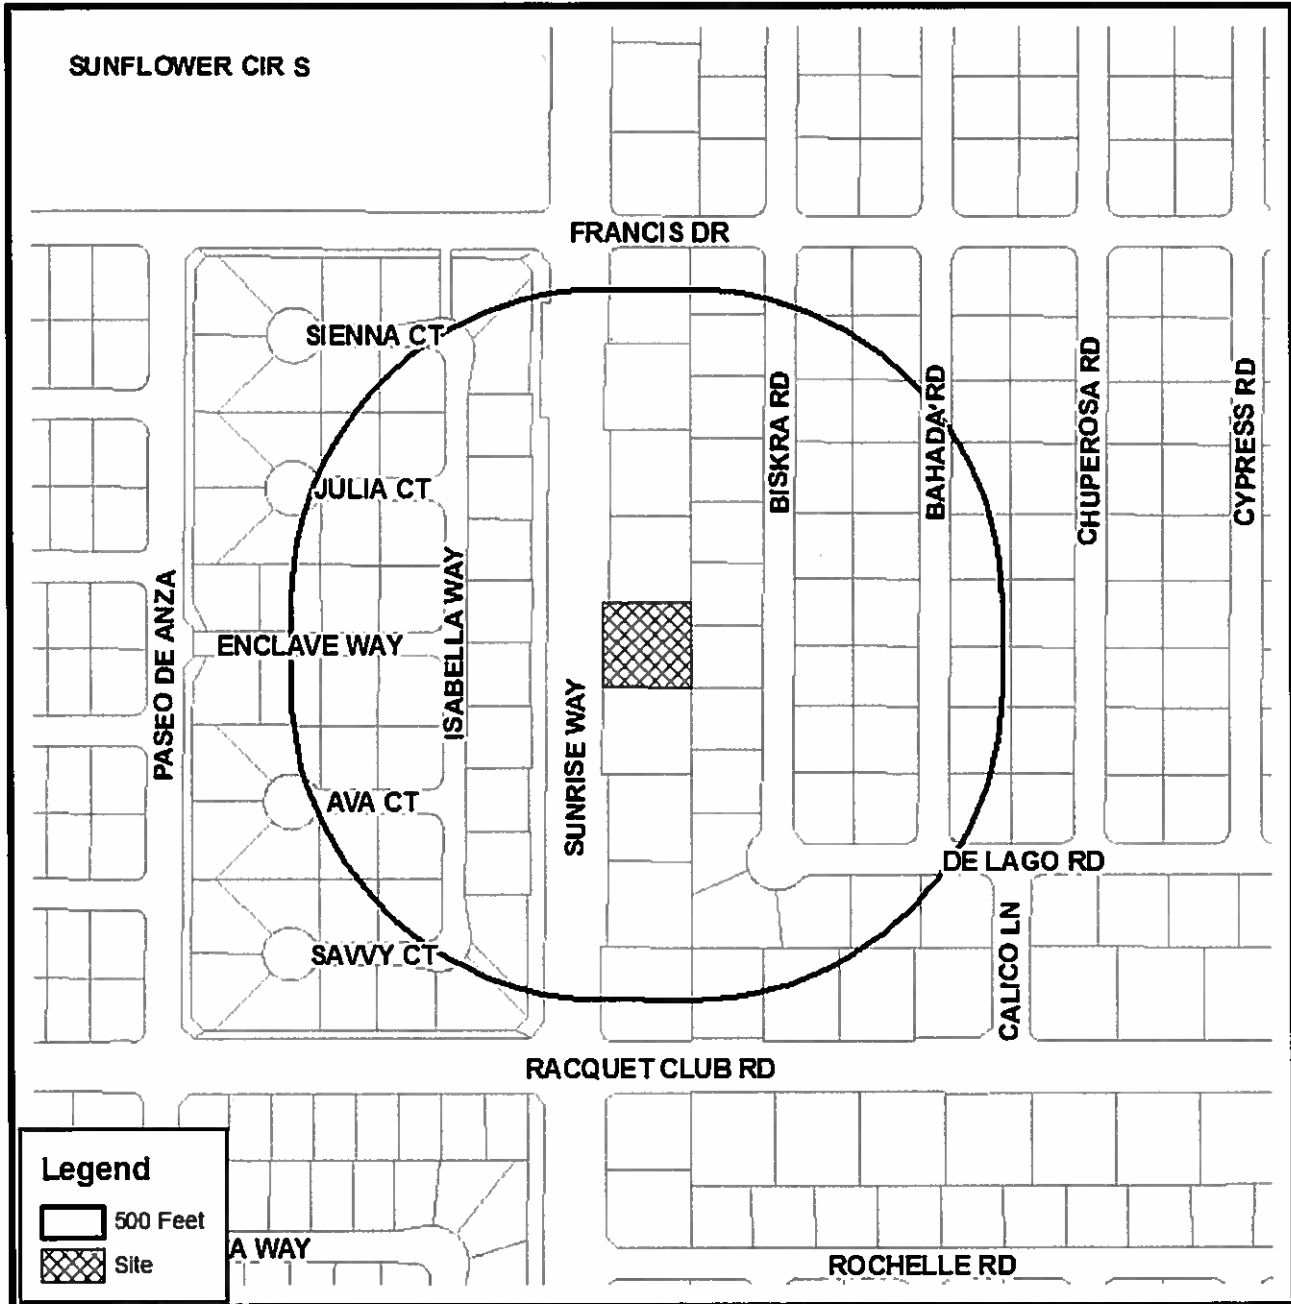 SUNFLOWER CIR S
FRANCIS DR
SIENNA CT
BISKRA RD
BAHADA RD
CHUPEROSA RD
CYPRESS RD
JULIA CT
ISABELLA WAY
PASEO DE ANZA
ENCLAVE WAY
SUNRISE WAY
AVA CT
DE LAGO RD
SAVVY CT
CALICO LN
RACQUET CLUB RD
Legend
500 Feet
Site
A WAY
ROCHELLE RD